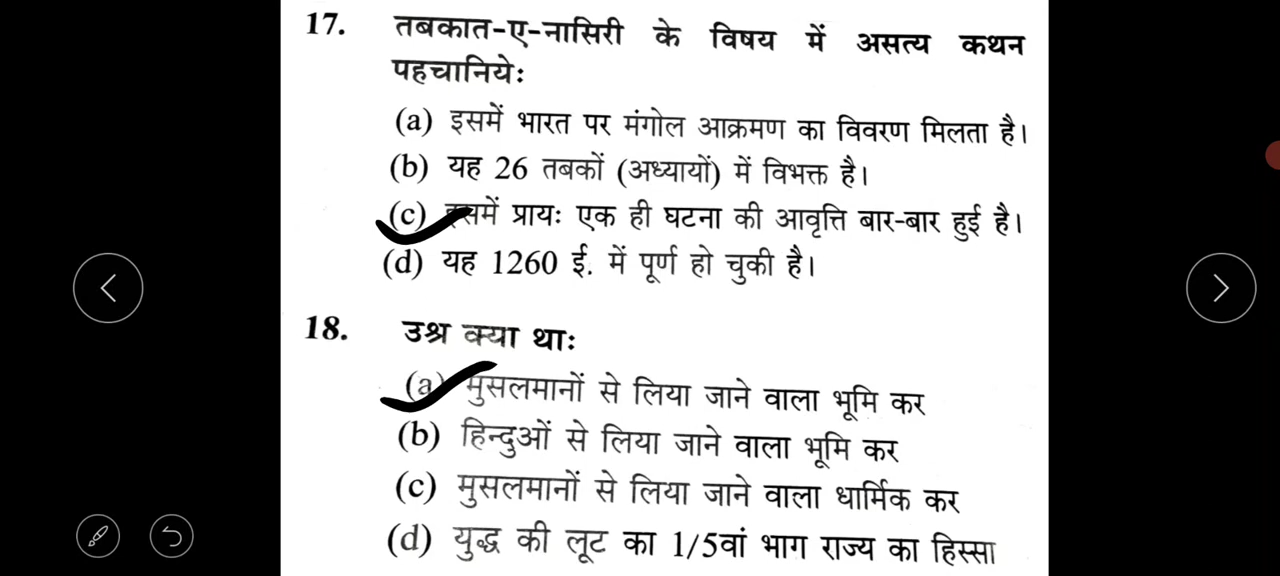 17. तबकात-ए-नासिरी के विषय में असत्य कथन
पहचानिये:
(a) इसमें भारत पर मंगोल आक्रमण का विवरण मिलता है।
(b) यह 26 तबकों (अध्यायों) में विभक्त है।
(c) इसमें प्रायः एक ही घटना की आवृत्ति बार-बार हुई है।
(d) यह 1260 ई. में पूर्ण हो चुकी है।
18. उश्र क्या था:
(a) मुसलमानों से लिया जाने वाला भूमि कर
(b) हिन्दुओं से लिया जाने वाला भूमि कर
(c) मुसलमानों से लिया जाने वाला धार्मिक कर
(d) युद्ध की लूट का 1/5वां भाग राज्य का हिस्सा